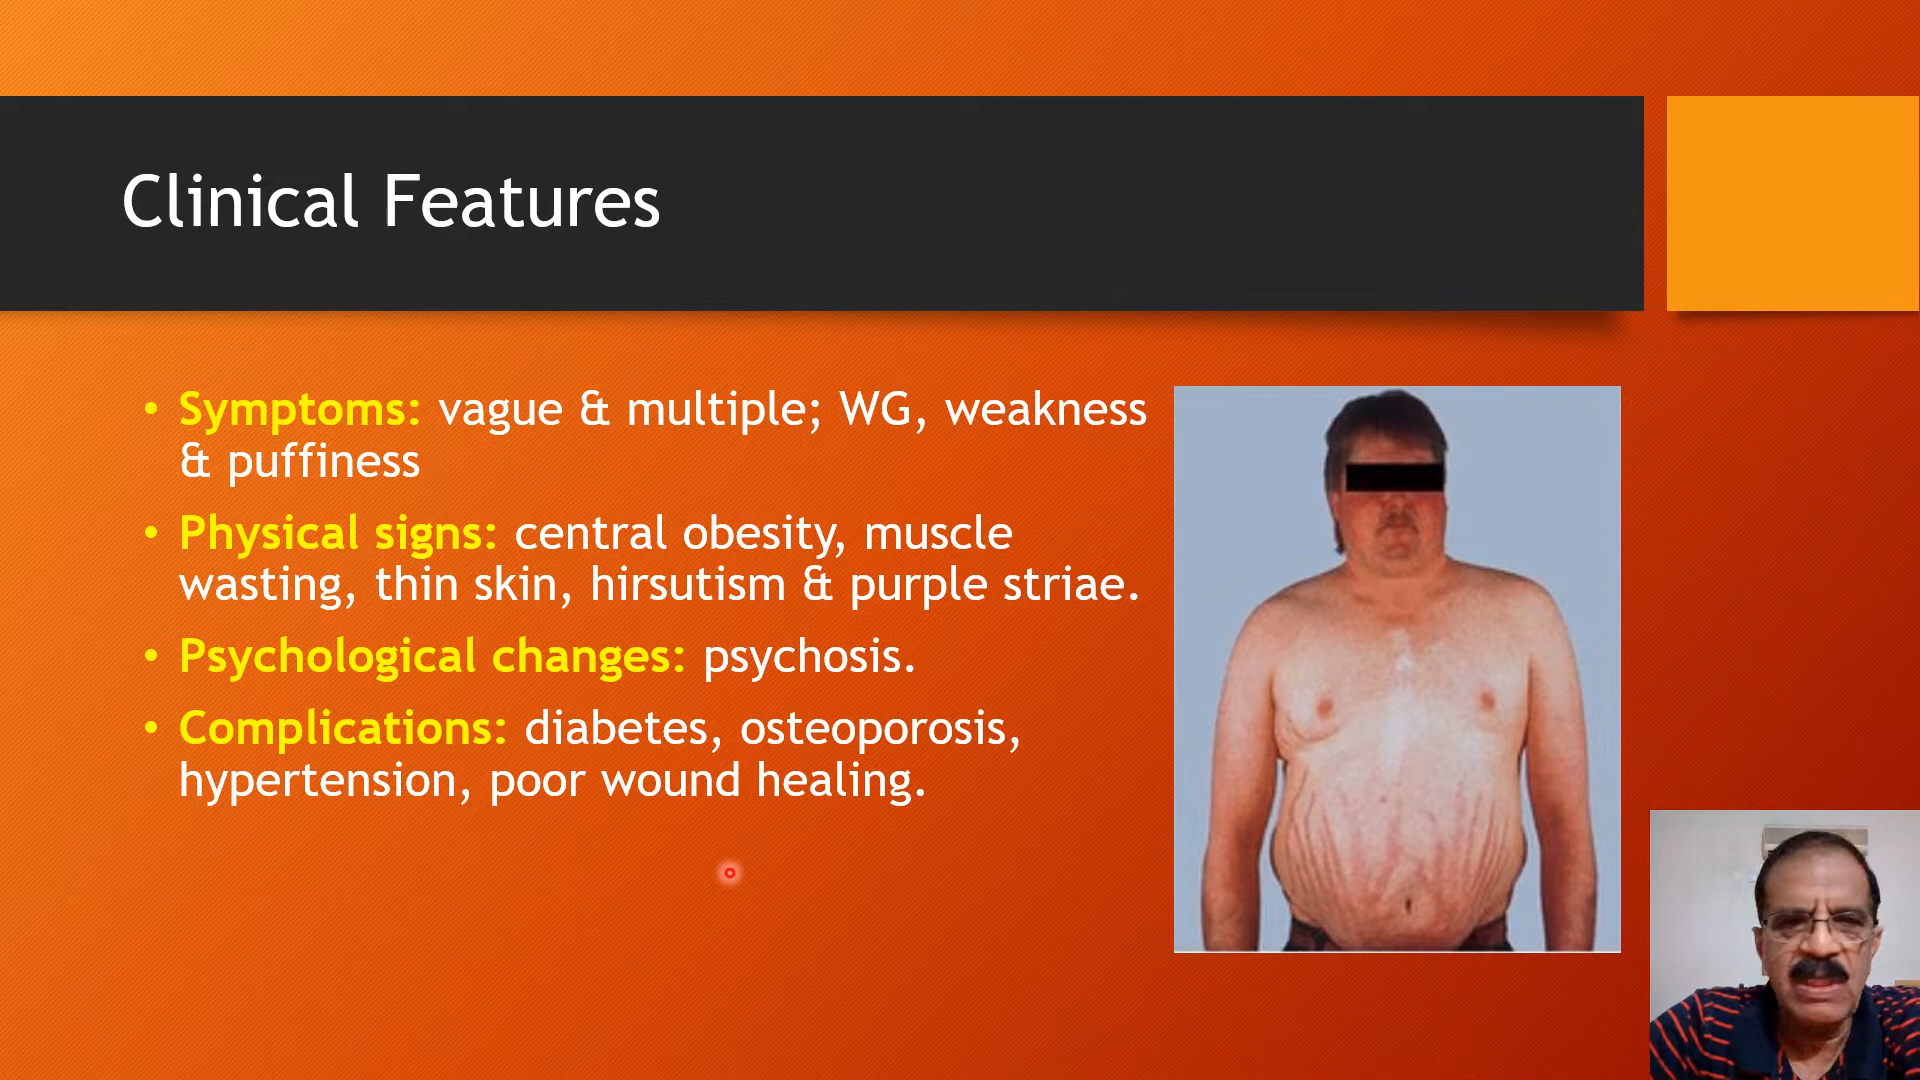 Clinical Features
• Symptoms: vague & multiple; WG, weakness
& puffiness
• Physical signs: central obesity, muscle
wasting, thin skin, hirsutism & purple striae.
• Psychological changes: psychosis.
• Complications: diabetes, osteoporosis,
hypertension, poor wound healing.